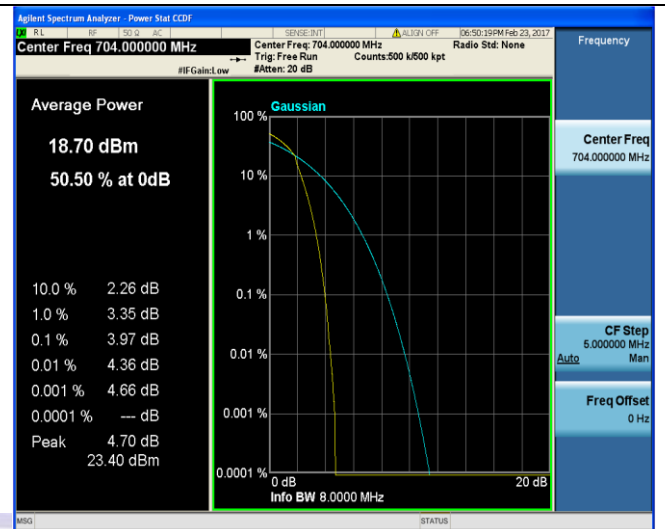 Agilent Spectrum Analyzer - Power Stat CCDF
RL RF 50 Ω AC SENSE:INT ALIGN OFF 06:50:19PM Feb 23, 2017
Center Freq 704.000000 MHz
Center Freq: 704.000000 MHz Radio Std: None
Trig: Free Run Counts:500 k/500 kpt
#IFGain:Low #Atten: 20 dB
Frequency
Average Power
18.70 dBm
50.50 % at 0dB
10.0 % 2.26 dB
1.0 % 3.35 dB
0.1 % 3.97 dB
0.01 % 4.36 dB
0.001 % 4.66 dB
0.0001 % --- dB
Peak 4.70 dB
23.40 dBm
Gaussian
100 %
10 %
1 %
0.1 %
0.01 %
0.001 %
0.0001 %
0 dB 20 dB
Info BW 8.0000 MHz
Center Freq
704.000000 MHz
CF Step
5.000000 MHz
Auto Man
Freq Offset
0 Hz
MSG STATUS